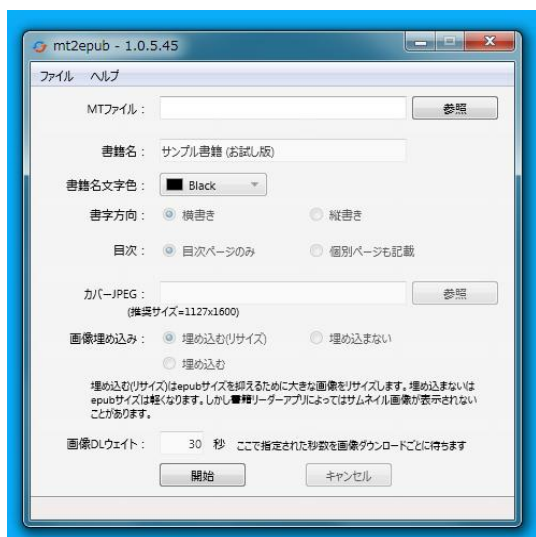 mt2epub - 1.0.5.45
ファイル ヘルプ
MTファイル： 参照
書籍名： サンプル書籍 (お試し版)
書籍名文字色： Black
書字方向： 横書き 縦書き
目次： 目次ページのみ 個別ページも記載
カバーJPEG： 参照
(推奨サイズ=1127x1600)
画像埋め込み： 埋め込む(リサイズ) 埋め込まない
埋め込む
埋め込む(リサイズ)はepubサイズを抑えるために大きな画像をリサイズします。埋め込まないは
epubサイズは軽くなります。しかし書籍リーダーアプリによってはサムネイル画像が表示されない
ことがあります。
画像DLウェイト： 30 秒 ここで指定された秒数を画像ダウンロードごとに待ちます
開始 キャンセル